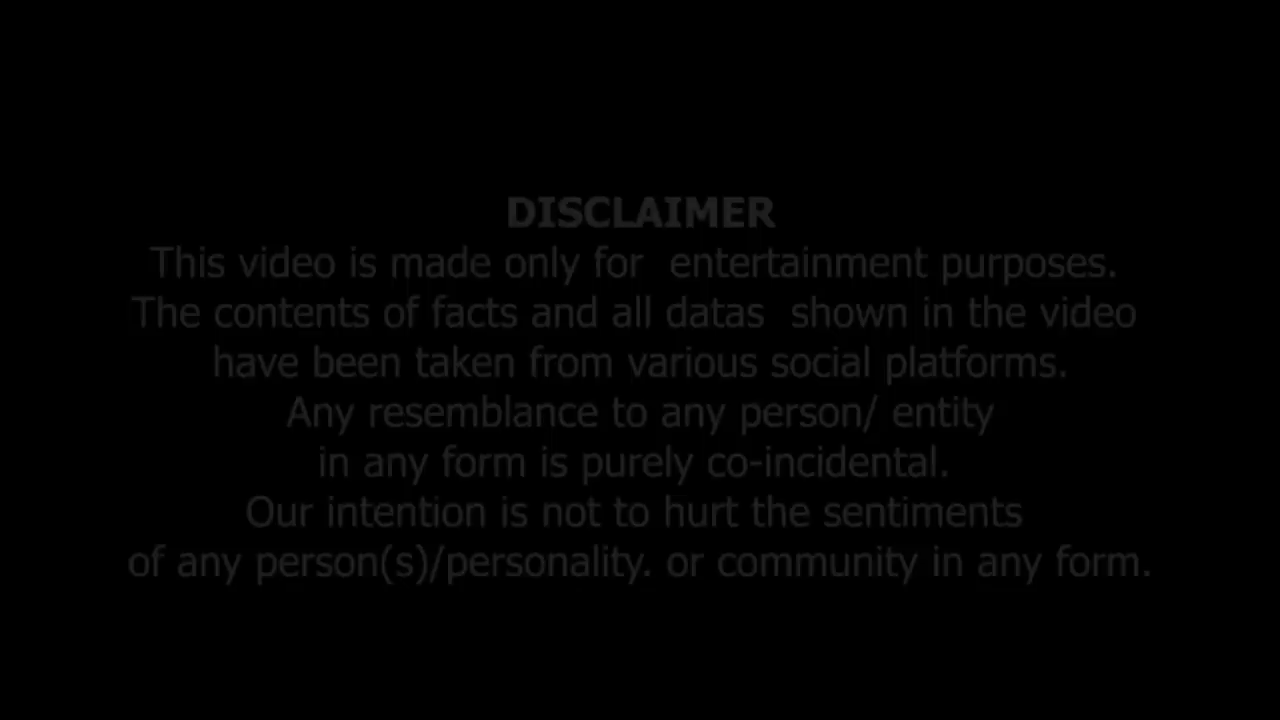 DISCLAIMER
This video is made only for  entertainment purposes.
The contents of facts and all datas  shown in the video
have been taken from various social platforms.
Any resemblance to any person/ entity
in any form is purely co-incidental.
Our intention is not to hurt the sentiments
of any person(s)/personality. or community in any form.